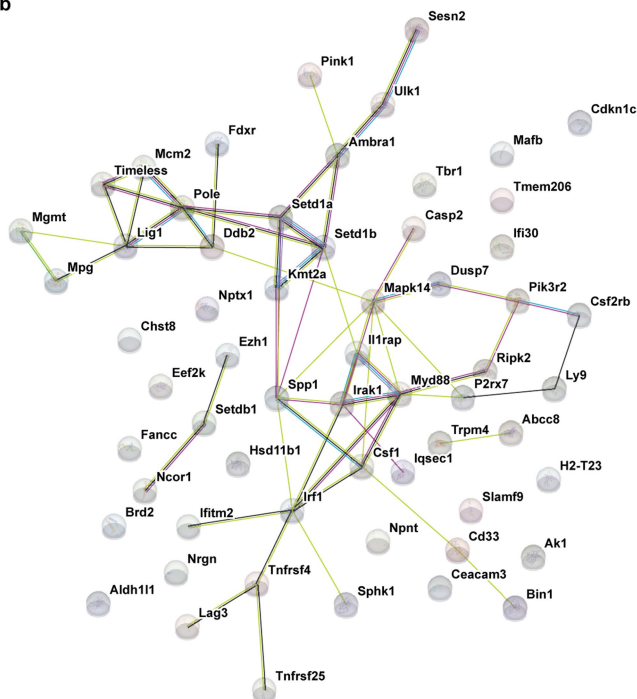 b
Sesn2
Pink1
Ulk1
Cdkn1c
Fdxr
Ambra1
Mafb
Mcm2
Timeless
Tbr1
Pole
Tmem206
Setd1a
Mgmt
Casp2
Lig1
Ddb2
Setd1b
Ifi30
Mpg
Kmt2a
Dusp7
Mapk14
Pik3r2
Nptx1
Csf2rb
Chst8
Ezh1
Il1rap
Ripk2
Eef2k
Spp1
Irak1
Myd88
P2rx7
Ly9
Setdb1
Trpm4
Abcc8
Fancc
Hsd11b1
Csf1
Iqsec1
Ncor1
H2-T23
Irf1
Slamf9
Brd2
Ifitm2
Npnt
Cd33
Nrgn
Tnfrsf4
Ak1
Ceacam3
Aldh1l1
Sphk1
Lag3
Bin1
Tnfrsf25